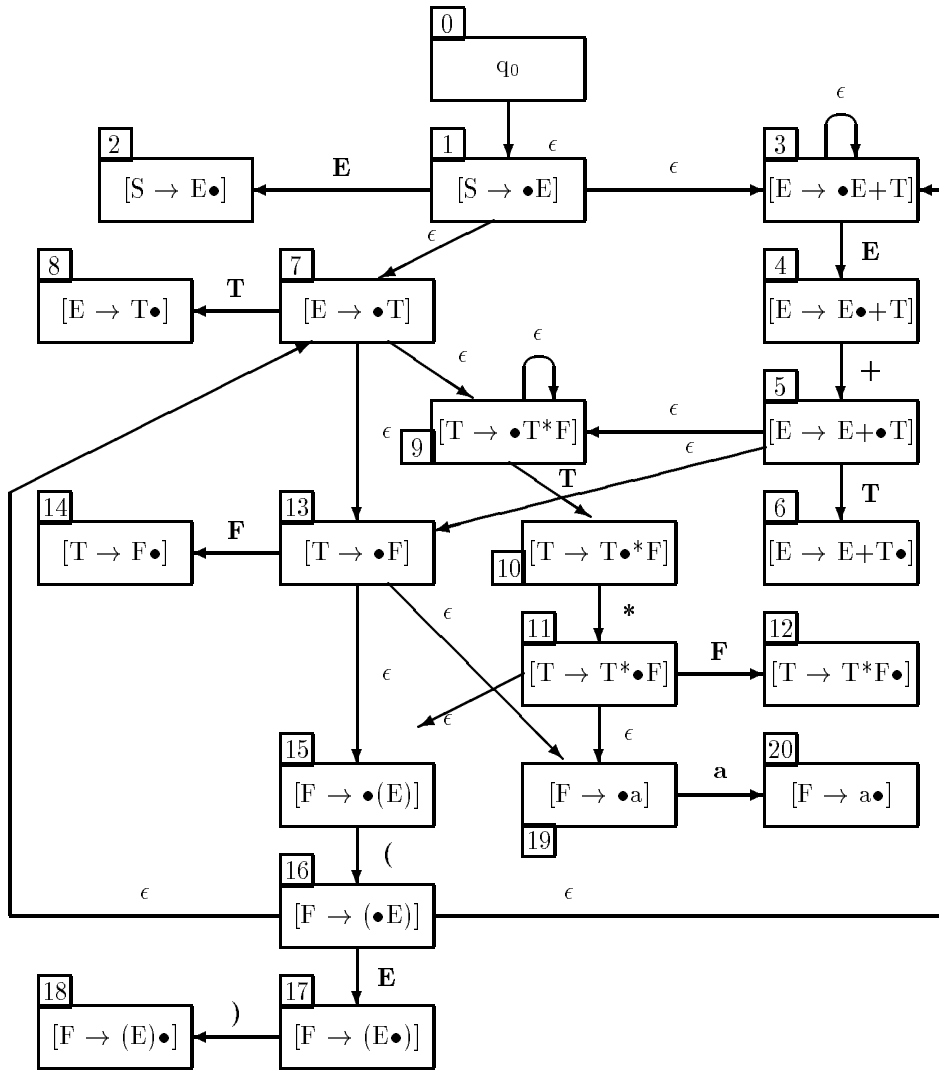 0
q₀
ϵ
2
1
ϵ
3
E
ϵ
[S → E●]
[S → ●E]
[E → ●E+T]
ϵ
E
8
7
4
T
[E → T●]
[E → ●T]
[E → E●+T]
ϵ
ϵ
+
5
ϵ
[T → ●T*F]
[E → E+●T]
ϵ
9
ϵ
T
T
14
13
6
F
[T → F●]
[T → ●F]
[T → T●*F]
[E → E+T●]
10
ϵ
*
11
12
F
ϵ
[T → T*●F]
[T → T*F●]
ϵ
ϵ
15
20
a
[F → ●(E)]
[F → ●a]
[F → a●]
19
(
16
ϵ
ϵ
[F → (●E)]
E
18
17
)
[F → (E)●]
[F → (E●)]